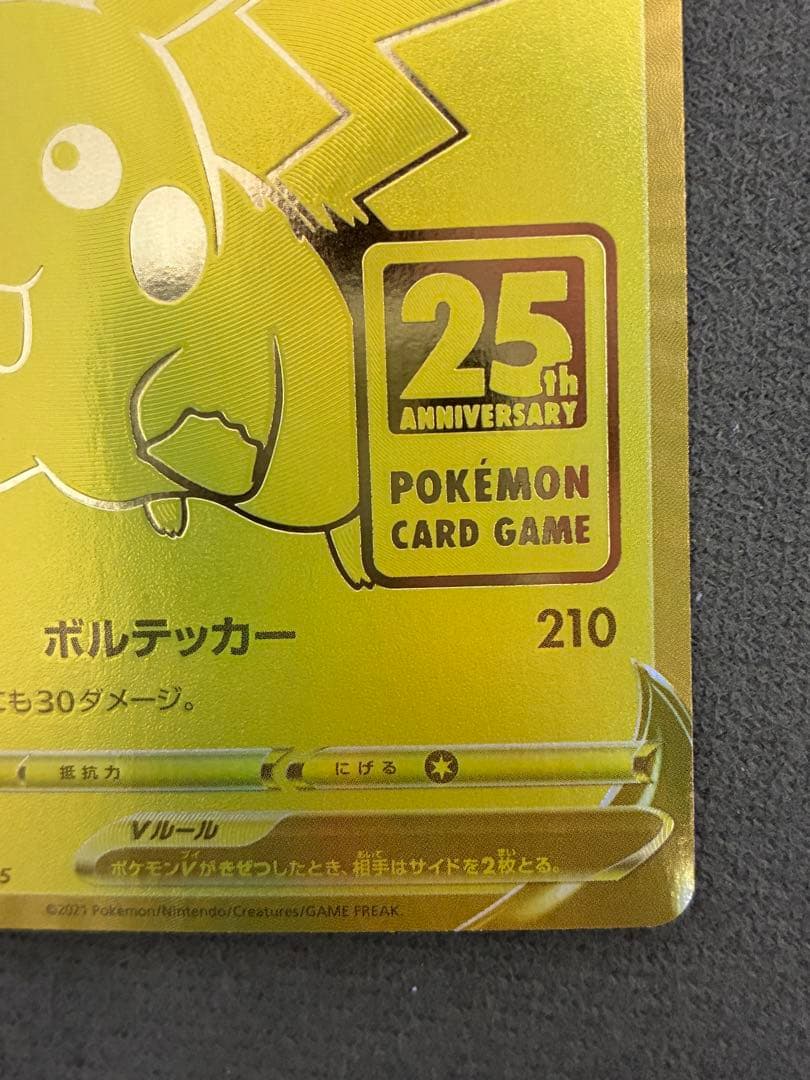 25th
ANNIVERSARY
POKÉMON
CARD GAME
ボルテッカー 210
も30ダメージ。
抵抗力 にげる
Vルール
ポケモンVがきぜつしたとき、相手はサイドを2枚とる。
5
©2021 Pokémon/Nintendo/Creatures/GAME FREAK.